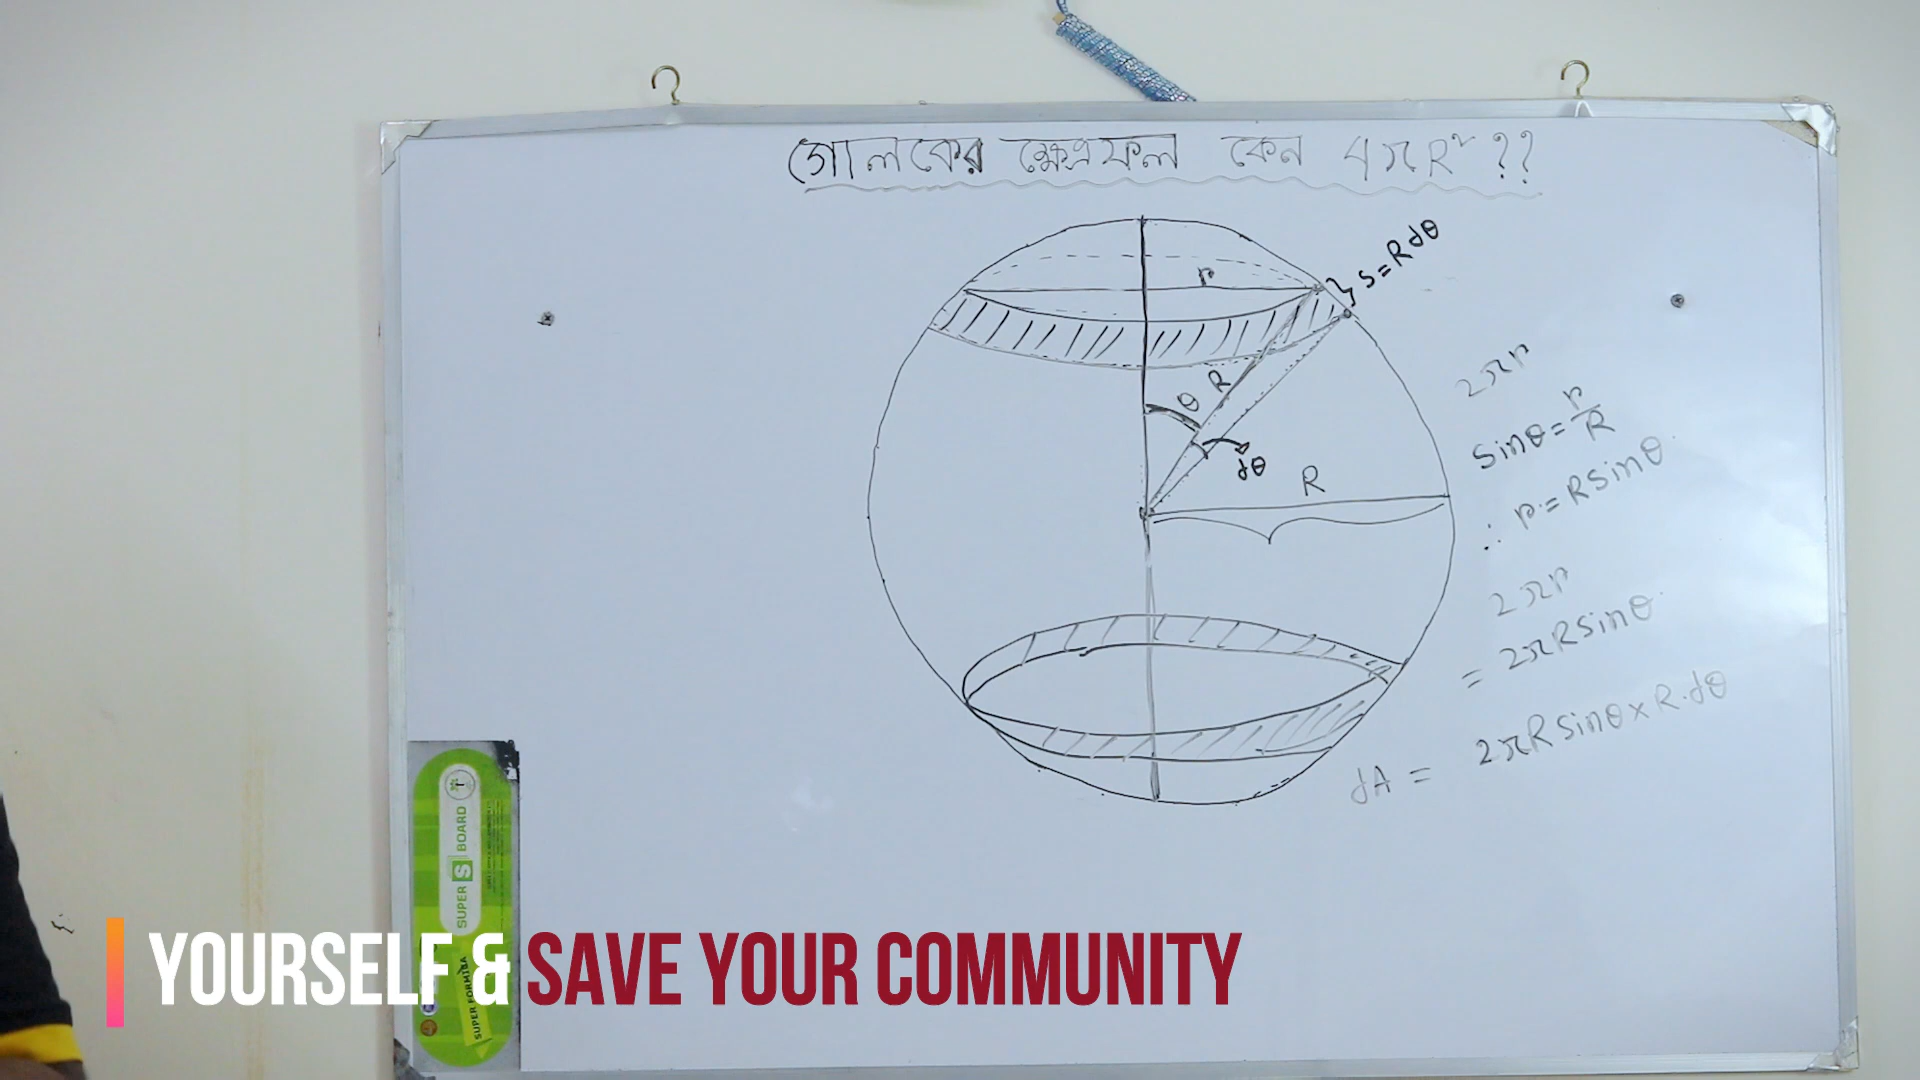 গোলকের ক্ষেত্রফল কেন 4πR² ??
r
s = R dθ
θ R
dθ
R
2πr
sinθ = r/R
∴ r = R sinθ
2πr
= 2πR sinθ
dA = 2πR sinθ × R.dθ
SUPER S BOARD
SUPER FORMICA
YOURSELF & SAVE YOUR COMMUNITY